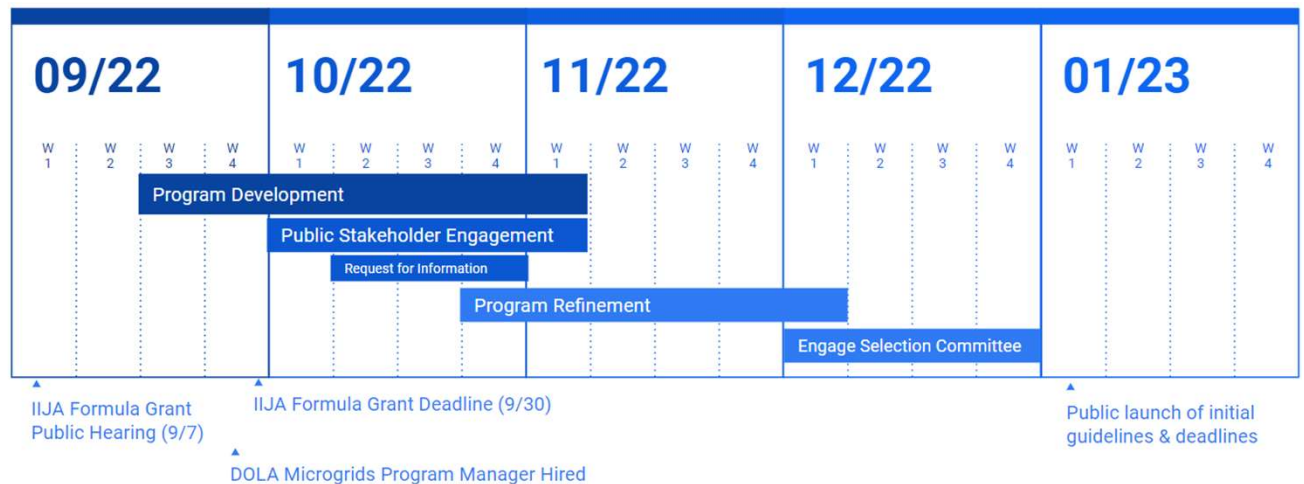 09/22
10/22
11/22
12/22
01/23
W 1
W 2
W 3
W 4
W 1
W 2
W 3
W 4
W 1
W 2
W 3
W 4
W 1
W 2
W 3
W 4
W 1
W 2
W 3
W 4
Program Development
Public Stakeholder Engagement
Request for Information
Program Refinement
Engage Selection Committee
IIJA Formula Grant
Public Hearing (9/7)
IIJA Formula Grant Deadline (9/30)
DOLA Microgrids Program Manager Hired
Public launch of initial
guidelines & deadlines